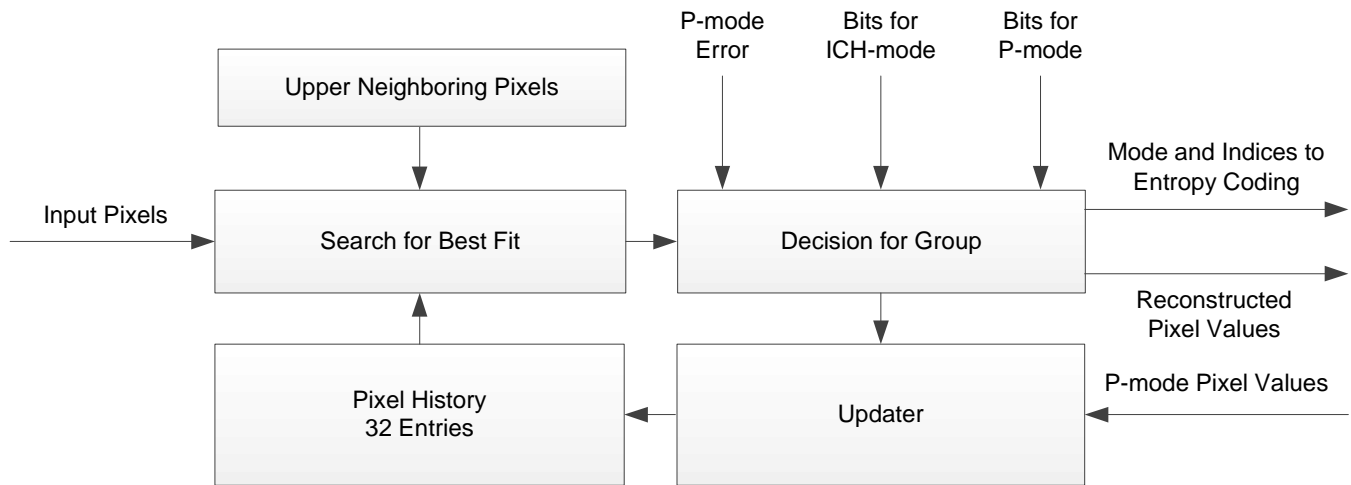 P-mode
Error
Bits for
ICH-mode
Bits for
P-mode
Upper Neighboring Pixels
Mode and Indices to
Entropy Coding
Input Pixels
Search for Best Fit
Decision for Group
Reconstructed
Pixel Values
Pixel History
32 Entries
Updater
P-mode Pixel Values